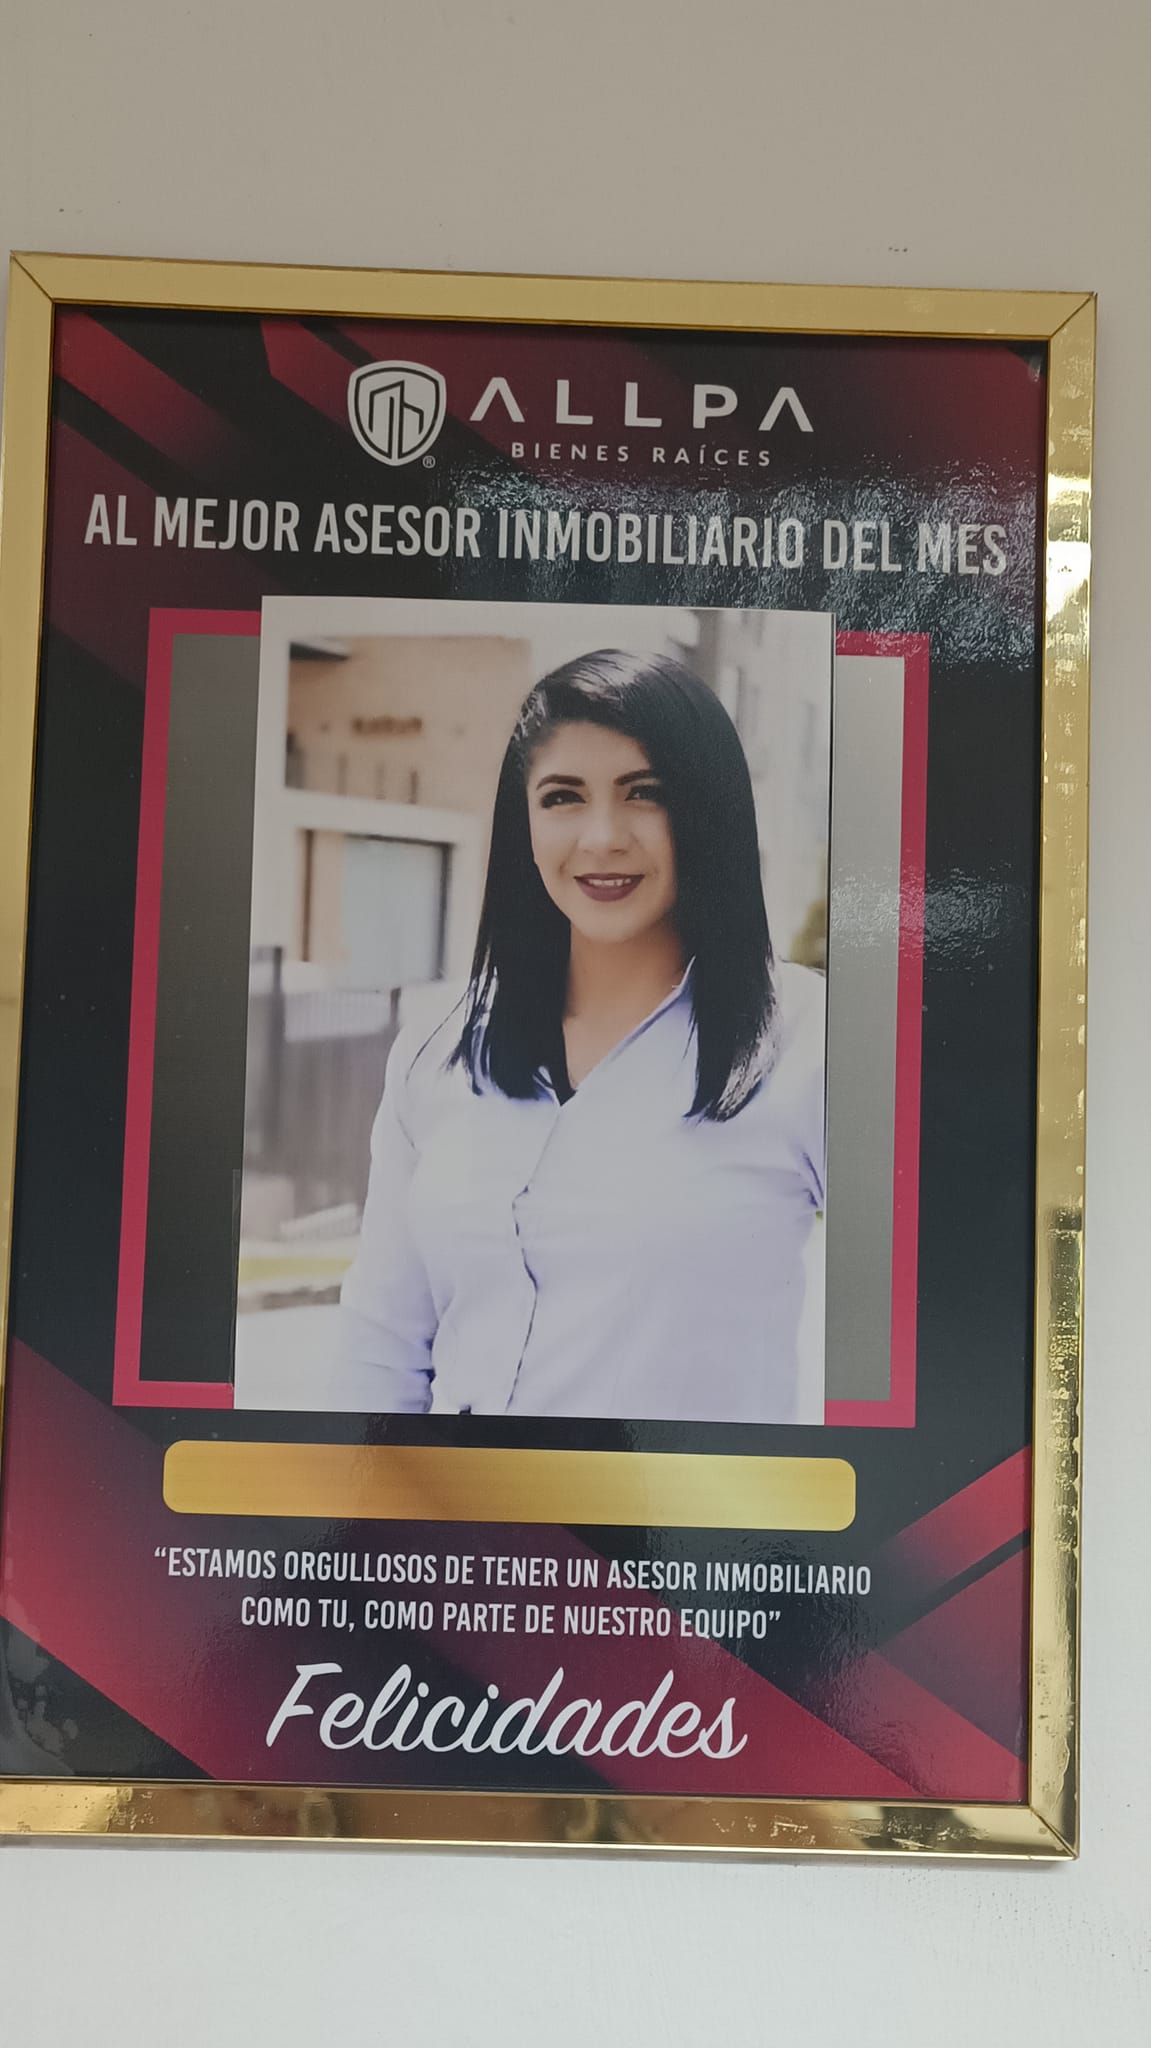 ALLPA
BIENES RAÍCES
®
AL MEJOR ASESOR INMOBILIARIO DEL MES
“ESTAMOS ORGULLOSOS DE TENER UN ASESOR INMOBILIARIO
COMO TU, COMO PARTE DE NUESTRO EQUIPO”
Felicidades